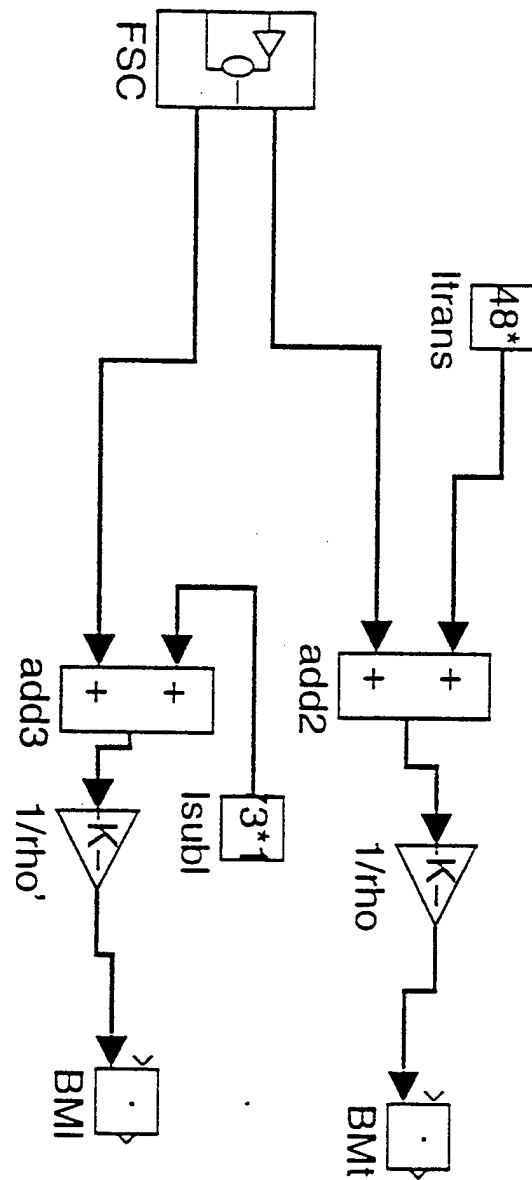 48*
Itrans
FSC
+
+
add2
-K-
1/rho
BMt
3*1
Isubl
+
+
add3
-K-
1/rho'
BMl